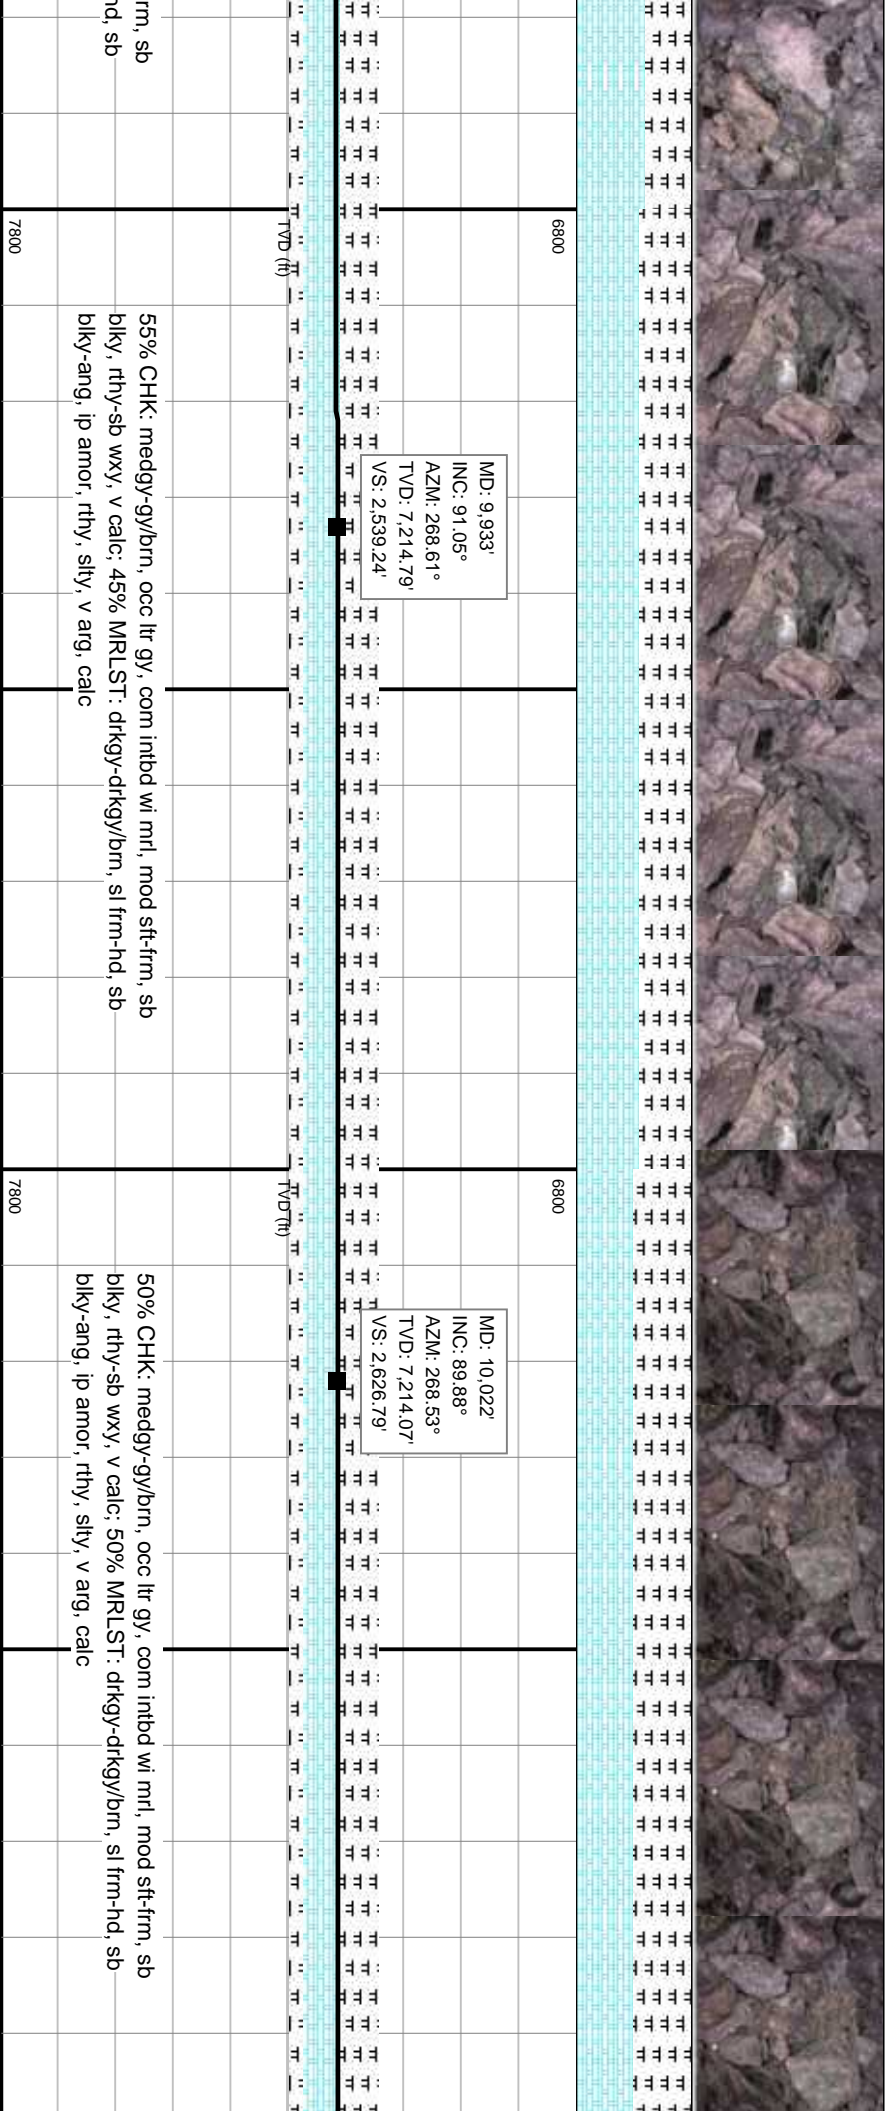 rm, sb
nd, sb
7800
TVD (ft)
6800
55% CHK: medgy-gy/brn, occ ltr gy, com intbd wi mrl, mod sft-frm, sb
blky, rthy-sb wxy, v calc; 45% MRLST: drkgy-drkgy/brn, sl frm-hd, sb
blky-ang, ip amor, rthy, slty, v arg, calc
MD: 9,933'
INC: 91.05°
AZM: 268.61°
TVD: 7,214.79'
VS: 2,539.24'
7800
TVD (ft)
6800
50% CHK: medgy-gy/brn, occ ltr gy, com intbd wi mrl, mod sft-frm, sb
blky, rthy-sb wxy, v calc; 50% MRLST: drkgy-drkgy/brn, sl frm-hd, sb
blky-ang, ip amor, rthy, slty, v arg, calc
MD: 10,022'
INC: 89.88°
AZM: 268.53°
TVD: 7,214.07'
VS: 2,626.79'